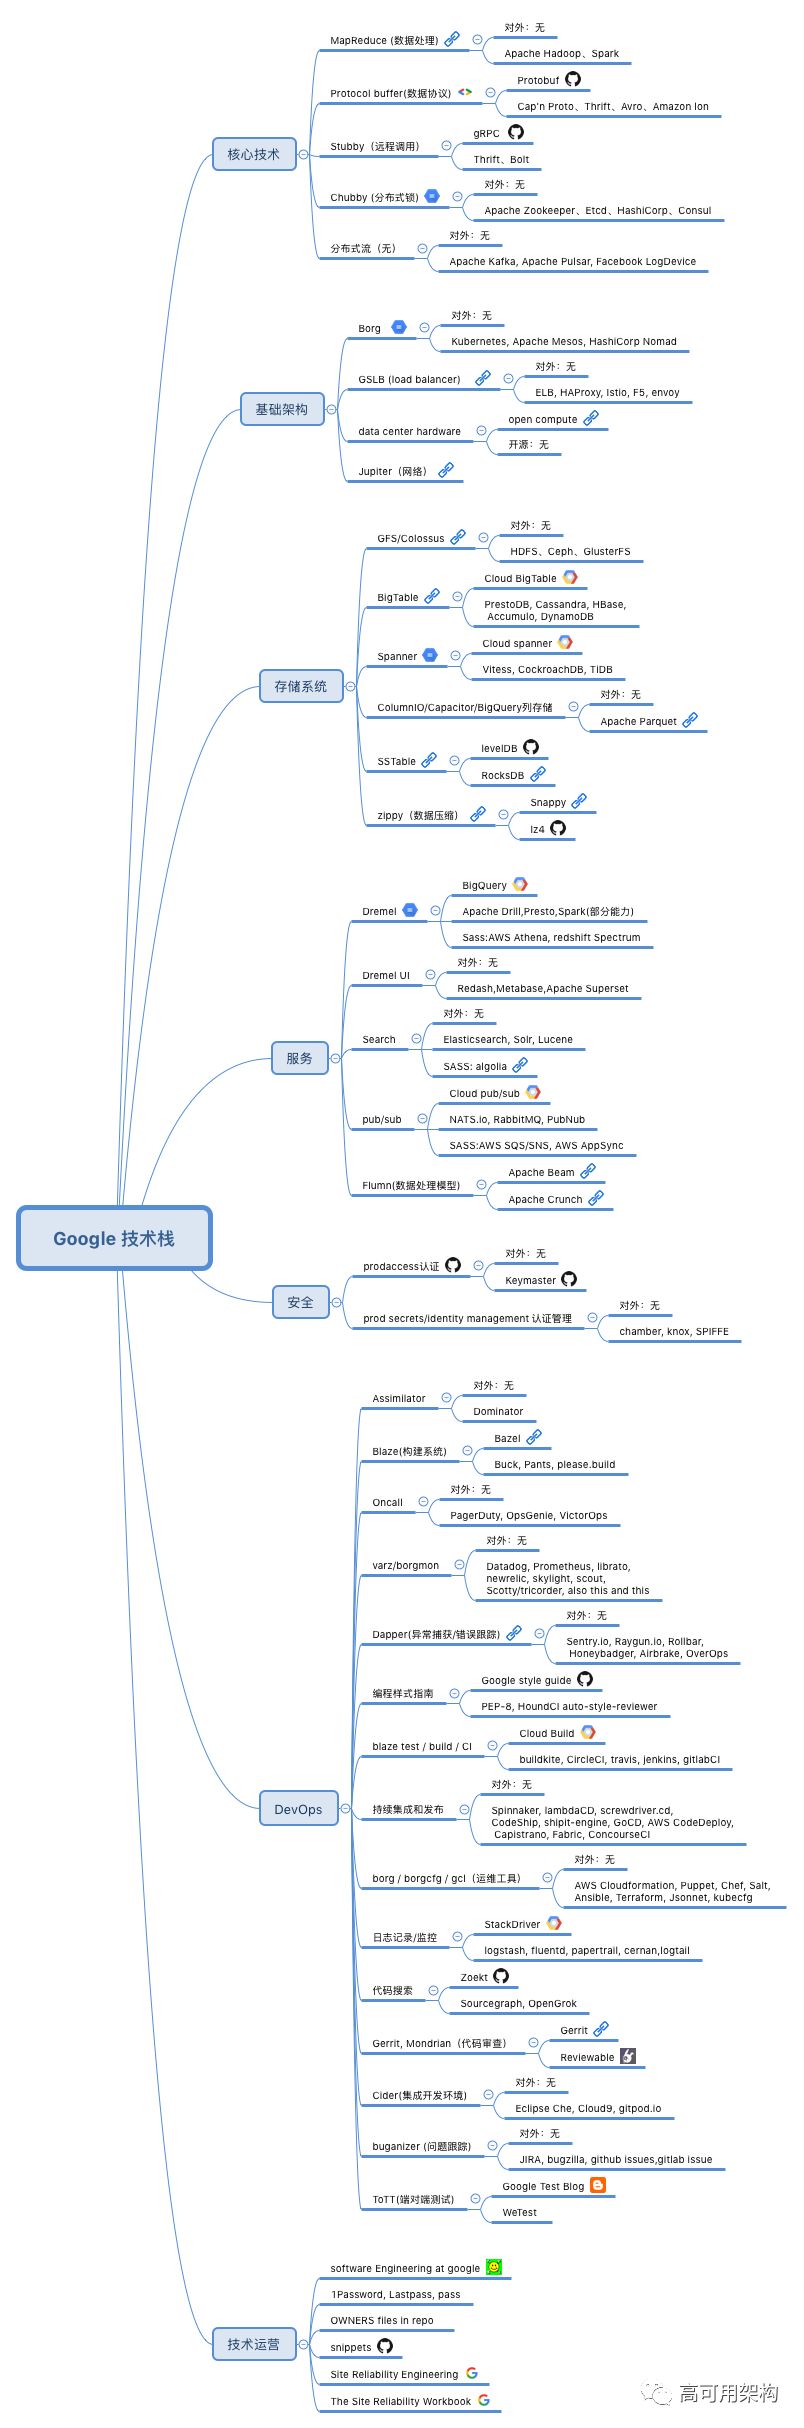 Google 技术栈
核心技术
MapReduce (数据处理)
对外：无
Apache Hadoop、Spark
Protocol buffer(数据协议)
Protobuf
Cap'n Proto、Thrift、Avro、Amazon Ion
Stubby（远程调用）
gRPC
Thrift、Bolt
Chubby (分布式锁)
对外：无
Apache Zookeeper、Etcd、HashiCorp、Consul
分布式流（无）
对外：无
Apache Kafka, Apache Pulsar, Facebook LogDevice
基础架构
Borg
对外：无
Kubernetes, Apache Mesos, HashiCorp Nomad
GSLB (load balancer)
对外：无
ELB, HAProxy, Istio, F5, envoy
data center hardware
open compute
开源：无
Jupiter（网络）
存储系统
GFS/Colossus
对外：无
HDFS、Ceph、GlusterFS
BigTable
Cloud BigTable
PrestoDB, Cassandra, HBase,
Accumulo, DynamoDB
Spanner
Cloud spanner
Vitess, CockroachDB, TiDB
ColumnIO/Capacitor/BigQuery列存储
对外：无
Apache Parquet
SSTable
levelDB
RocksDB
zippy（数据压缩）
Snappy
lz4
服务
Dremel
BigQuery
Apache Drill,Presto,Spark(部分能力)
Sass:AWS Athena, redshift Spectrum
Dremel UI
对外：无
Redash,Metabase,Apache Superset
Search
对外：无
Elasticsearch, Solr, Lucene
SASS: algolia
pub/sub
Cloud pub/sub
NATS.io, RabbitMQ, PubNub
SASS:AWS SQS/SNS, AWS AppSync
Flumn(数据处理模型)
Apache Beam
Apache Crunch
安全
prodaccess认证
对外：无
Keymaster
prod secrets/identity management 认证管理
对外：无
chamber, knox, SPIFFE
DevOps
Assimilator
对外：无
Dominator
Blaze(构建系统)
Bazel
Buck, Pants, please.build
Oncall
对外：无
PagerDuty, OpsGenie, VictorOps
varz/borgmon
对外：无
Datadog, Prometheus, librato,
newrelic, skylight, scout,
Scotty/tricorder, also this and this
Dapper(异常捕获/错误跟踪)
对外：无
Sentry.io, Raygun.io, Rollbar,
Honeybadger, Airbrake, OverOps
编程样式指南
Google style guide
PEP-8, HoundCI auto-style-reviewer
blaze test / build / CI
Cloud Build
buildkite, CircleCI, travis, jenkins, gitlabCI
持续集成和发布
对外：无
Spinnaker, lambdaCD, screwdriver.cd,
CodeShip, shipit-engine, GoCD, AWS CodeDeploy,
Capistrano, Fabric, ConcourseCI
borg / borgcfg / gcl（运维工具）
对外：无
AWS Cloudformation, Puppet, Chef, Salt,
Ansible, Terraform, Jsonnet, kubecfg
日志记录/监控
StackDriver
logstash, fluentd, papertrail, cernan,logtail
代码搜索
Zoekt
Sourcegraph, OpenGrok
Gerrit, Mondrian（代码审查）
Gerrit
Reviewable
Cider(集成开发环境)
对外：无
Eclipse Che, Cloud9, gitpod.io
buganizer (问题跟踪)
对外：无
JIRA, bugzilla, github issues,gitlab issue
ToTT(端对端测试)
Google Test Blog
WeTest
技术运营
software Engineering at google
1Password, Lastpass, pass
OWNERS files in repo
snippets
Site Reliability Engineering
The Site Reliability Workbook
高可用架构